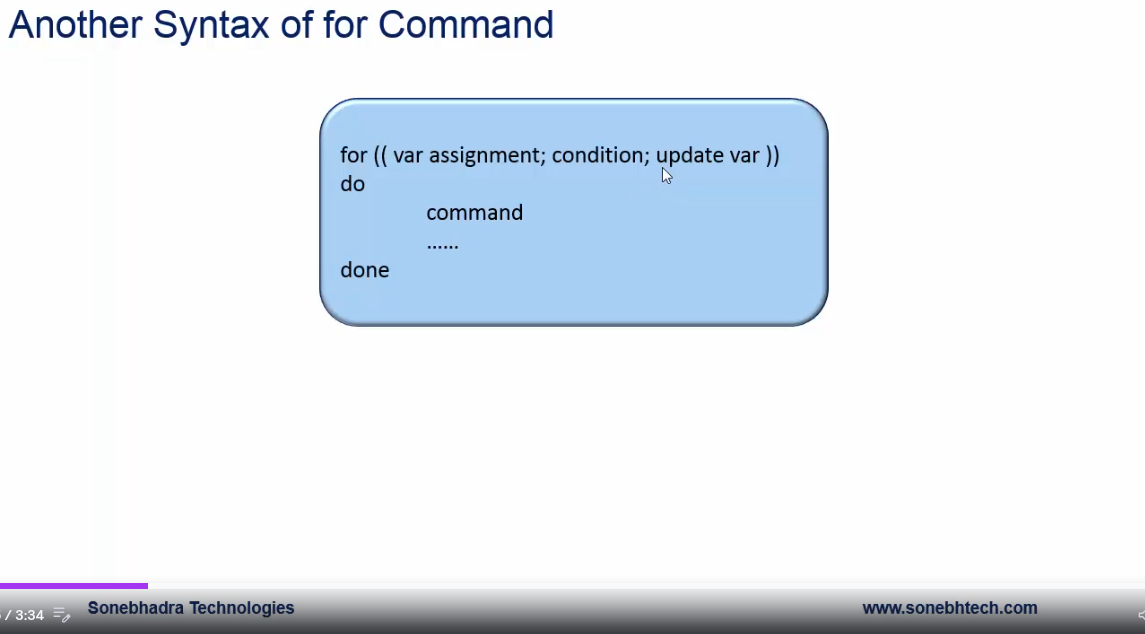 Another Syntax of for Command
for (( var assignment; condition; update var ))
do
command
......
done
/ 3:34
Sonebhadra Technologies
www.sonebhtech.com